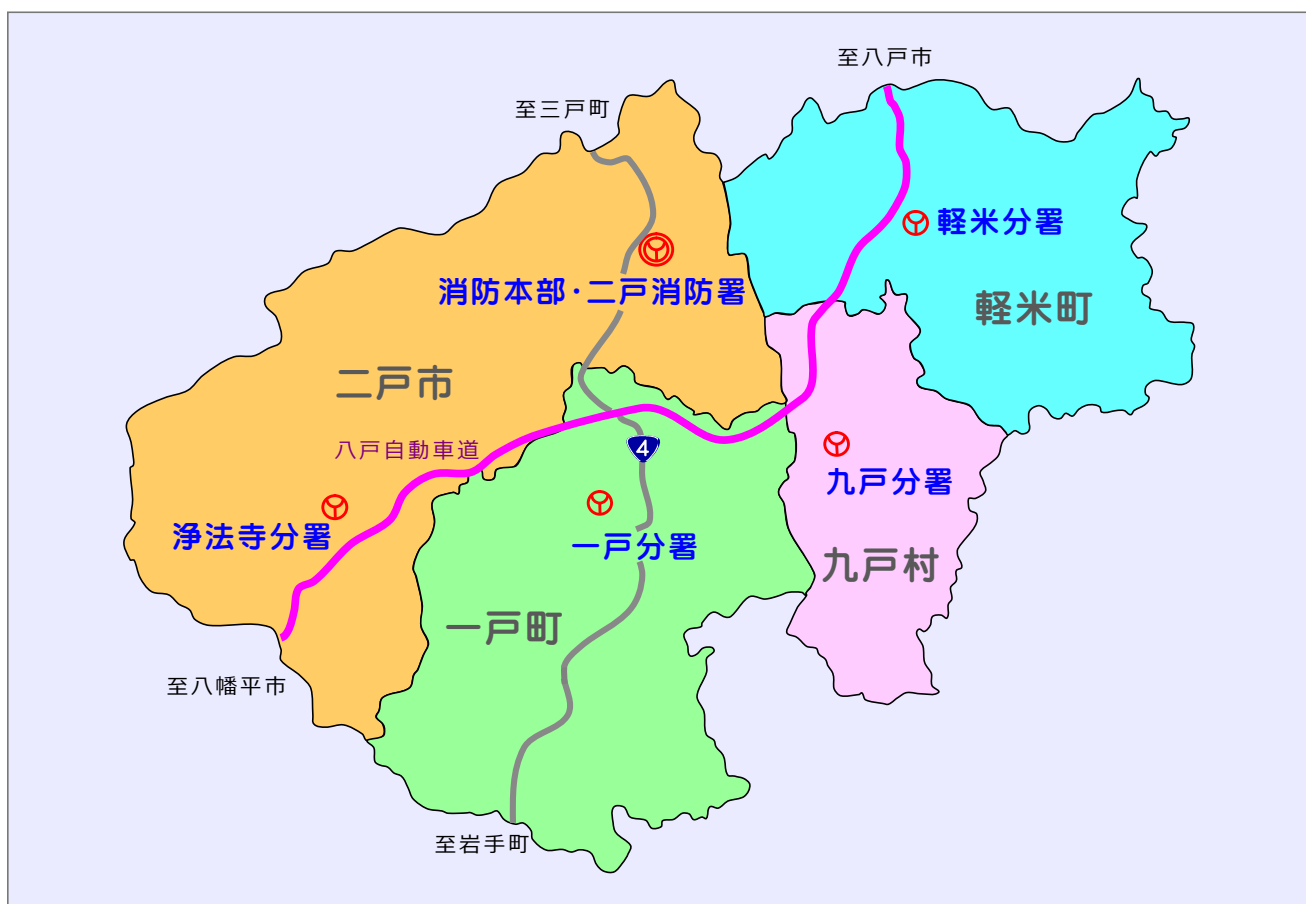 至八戸市
至三戸町
軽米分署
消防本部・二戸消防署
軽米町
二戸市
八戸自動車道
4
九戸分署
浄法寺分署
一戸分署
九戸村
一戸町
至八幡平市
至岩手町